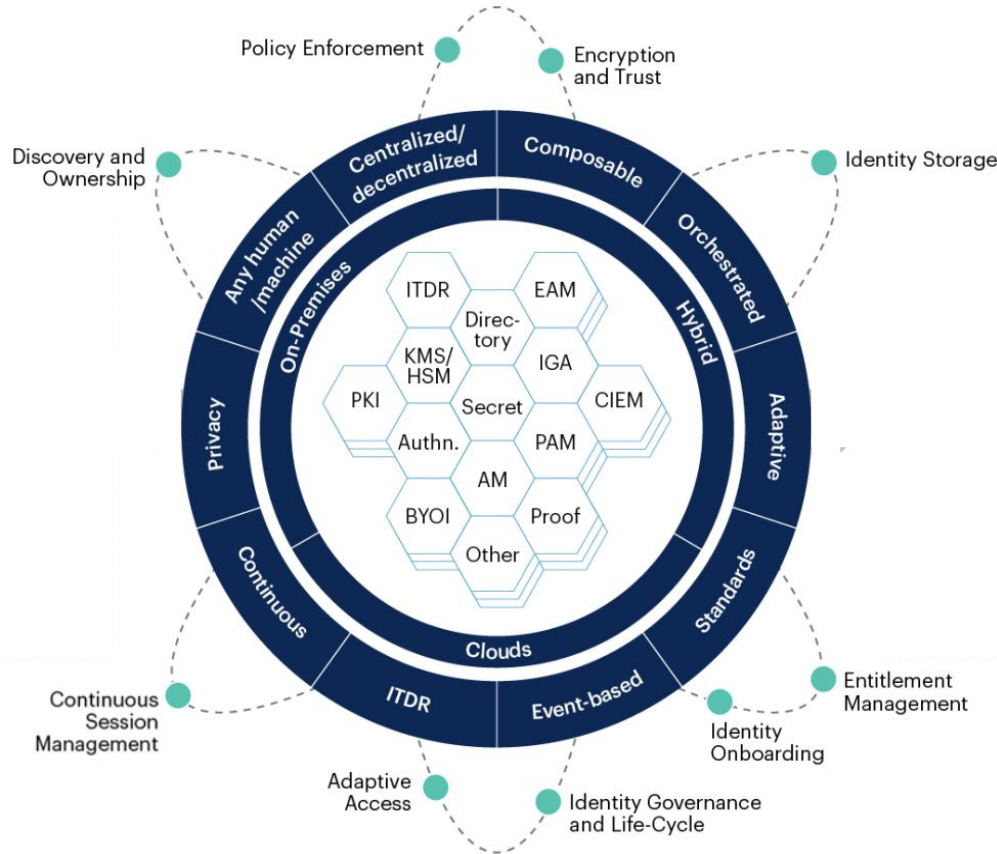 Policy Enforcement
Encryption
and Trust
Discovery and
Ownership
Identity Storage
Centralized/
decentralized
Composable
Any human
/machine
Orchestrated
On-Premises
Hybrid
Privacy
Adaptive
ITDR
EAM
Direc-
tory
KMS/
HSM
IGA
PKI
Secret
CIEM
Authn.
PAM
AM
BYOI
Proof
Other
Continuous
Standards
Clouds
ITDR
Event-based
Continuous
Session
Management
Entitlement
Management
Identity
Onboarding
Adaptive
Access
Identity Governance
and Life-Cycle